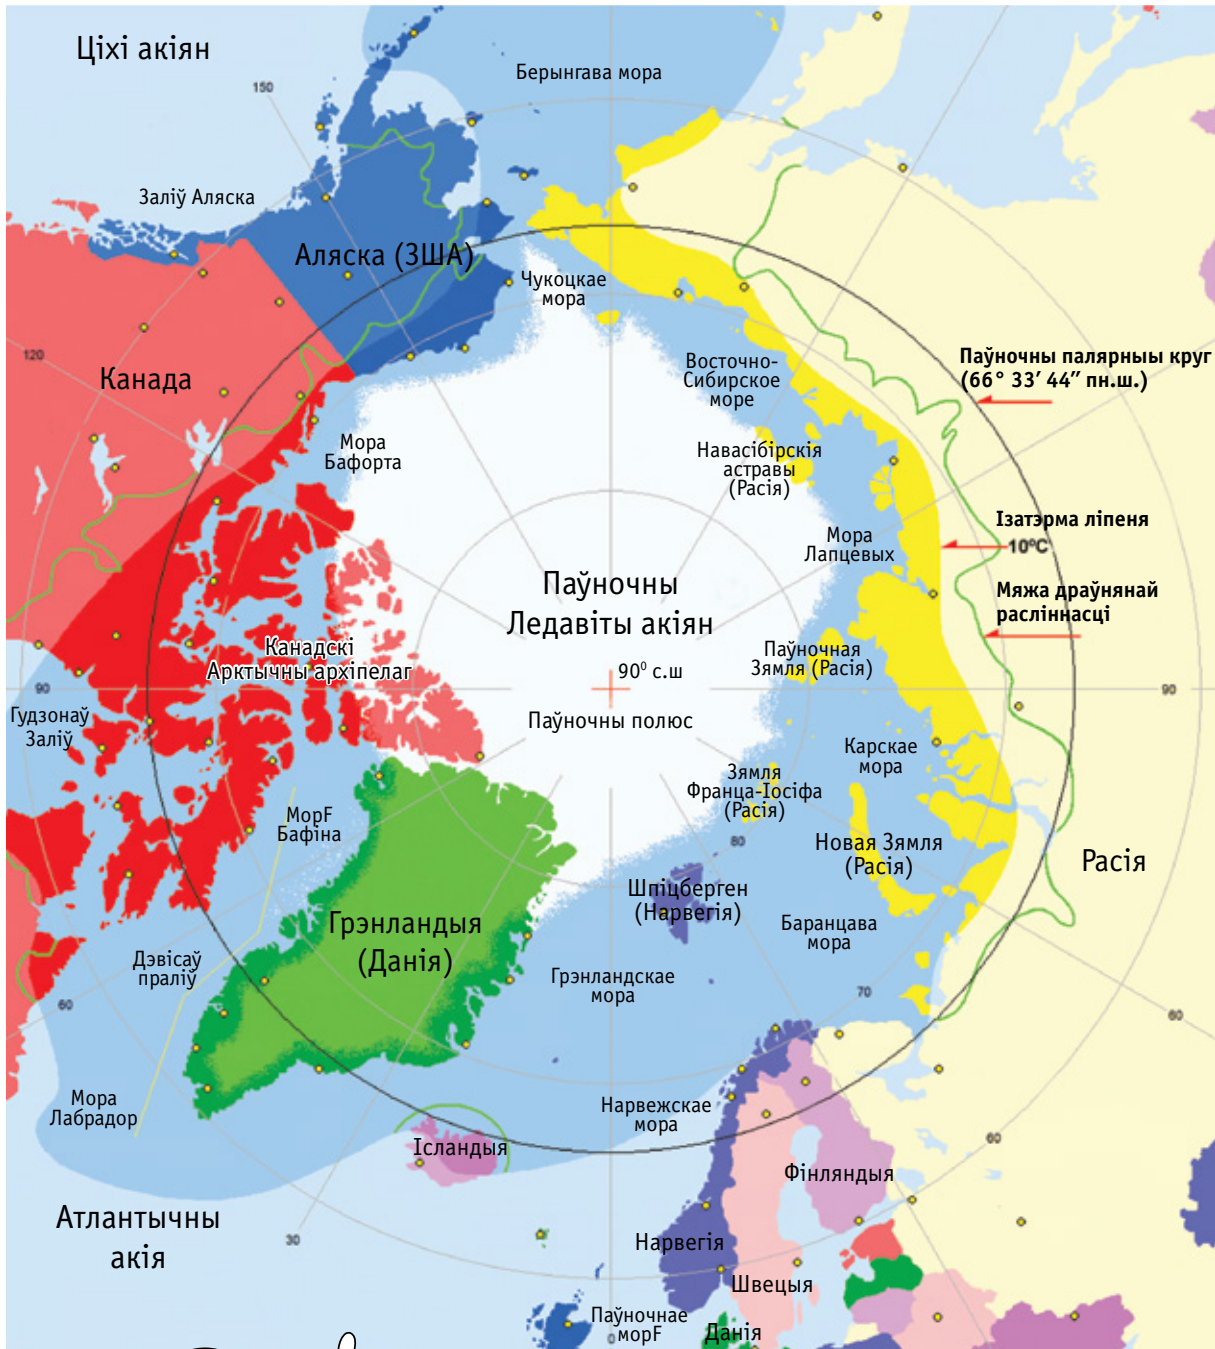 Ціхі акіян
Берынгава мора
150
Заліў Аляска
Аляска (ЗША)
Чукоцкае
мора
120
Канада
Восточно-
Сибирское
море
Паўночны палярныы круг
(66° 33′ 44″ пн.ш.)
Мора
Бафорта
Навасібірскія
астравы
(Расія)
Ізатэрма ліпеня
10°C
Мора
Лапцевых
Паўночны
Ледавіты акіян
Мяжа драўнянай
расліннасці
Канадскі
Арктычны архіпелаг
Паўночная
Зямля (Расія)
90⁰ с.ш
90
90
Гудзонаў
Заліў
Паўночны полюс
Карскае
мора
Зямля
Франца-Іосіфа
(Расія)
МорF
Бафіна
80
Новая Зямля
(Расія)
Расія
Шпіцберген
(Нарвегія)
Грэнландыя
(Данія)
Баранцава
мора
Дэвісаў
праліў
Грэнландскае
мора
70
60
60
Мора
Лабрадор
Нарвежскае
мора
60
Ісландыя
Фінляндыя
Атлантычны
акія
30
Нарвегія
Швецыя
Паўночнае
морF
Данія
0